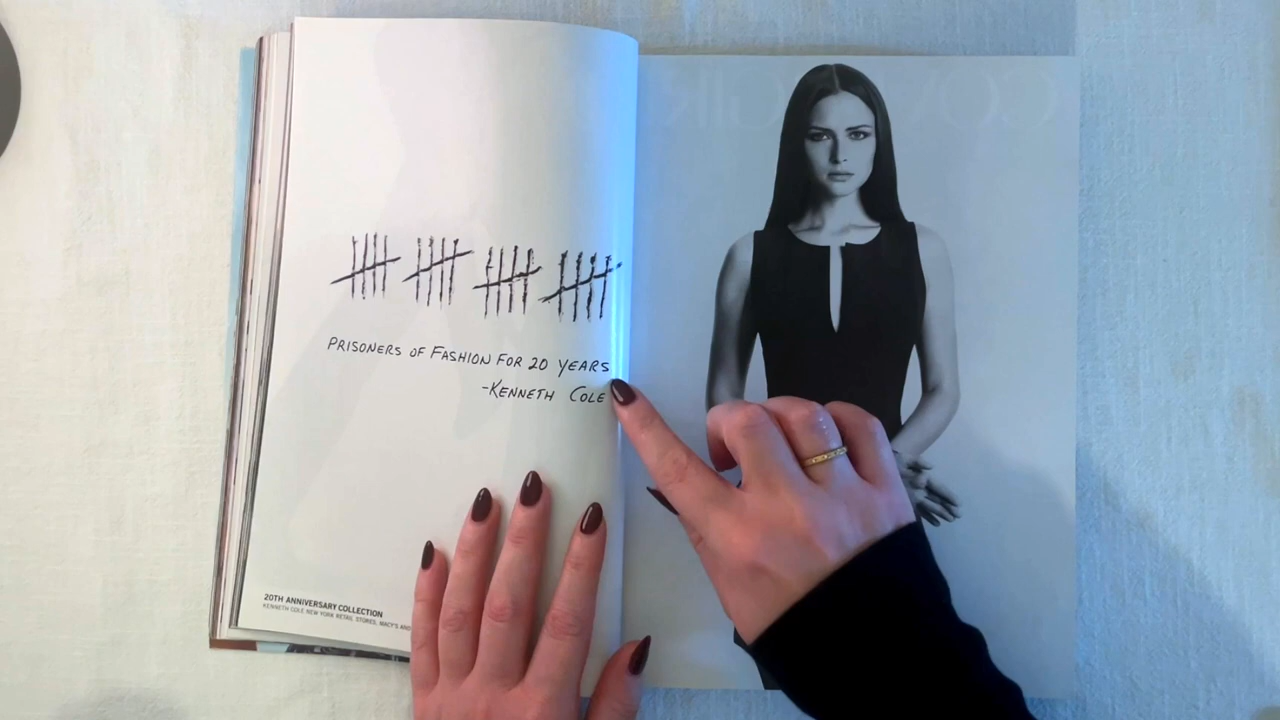 PRISONERS OF FASHION FOR 20 YEARS
-KENNETH COLE
20TH ANNIVERSARY COLLECTION
KENNETH COLE NEW YORK RETAIL STORES, MACY'S AND